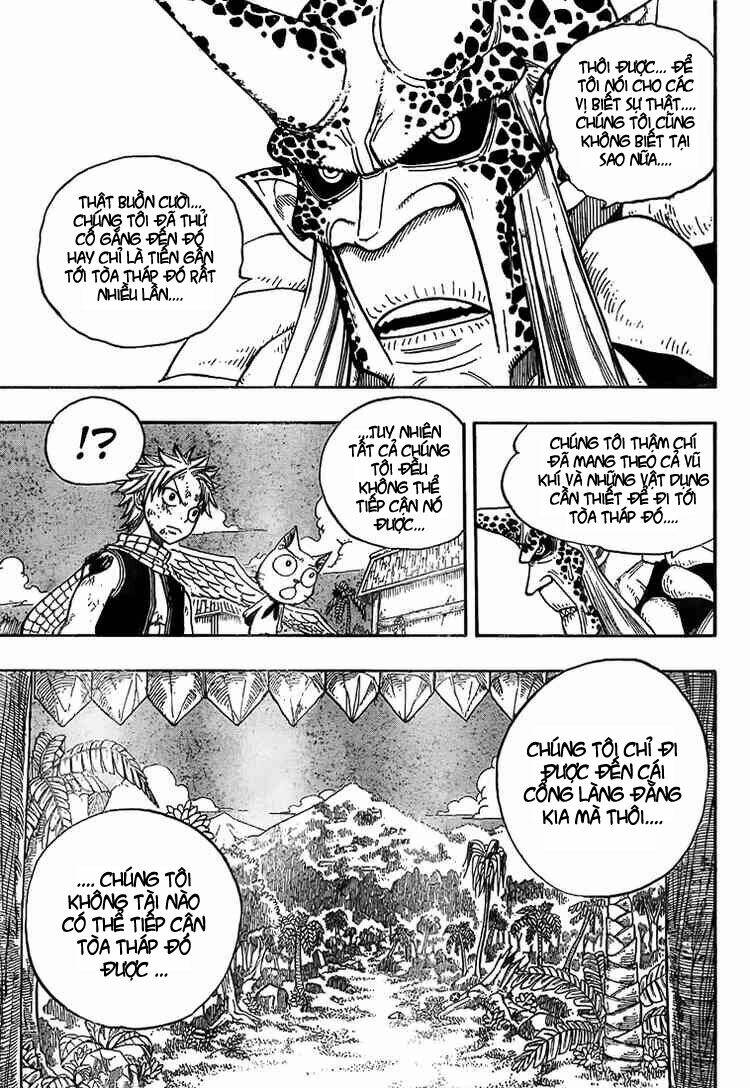 THÔI ĐƯỢC... ĐỂ
TÔI NÓI CHO CÁC
VỊ BIẾT SỰ THẬT....
CHÚNG TÔI CŨNG
KHÔNG BIẾT TẠI
SAO NỮA....
THẬT BUỒN CƯỜI...
CHÚNG TÔI ĐÃ THỬ
CỐ GẮNG ĐẾN ĐÓ
HAY CHỈ LÀ TIẾN GẦN
TỚI TÒA THÁP ĐÓ RẤT
NHIỀU LẦN....
CHÚNG TÔI THẬM CHÍ
ĐÃ MANG THEO CẢ VŨ
KHÍ VÀ NHỮNG VẬT DỤNG
CẦN THIẾT ĐỂ ĐI TỚI
TÒA THÁP ĐÓ....
....TUY NHIÊN
TẤT CẢ CHÚNG
TÔI ĐỀU
KHÔNG THỂ
TIẾP CẬN NÓ
ĐƯỢC...
!?
CHÚNG TÔI CHỈ ĐI
ĐƯỢC ĐẾN CÁI
CỔNG LÀNG ĐẰNG
KIA MÀ THÔI....
.... CHÚNG TÔI
KHÔNG TÀI NÀO
CÓ THỂ TIẾP CẬN
TÒA THÁP ĐÓ
ĐƯỢC ...